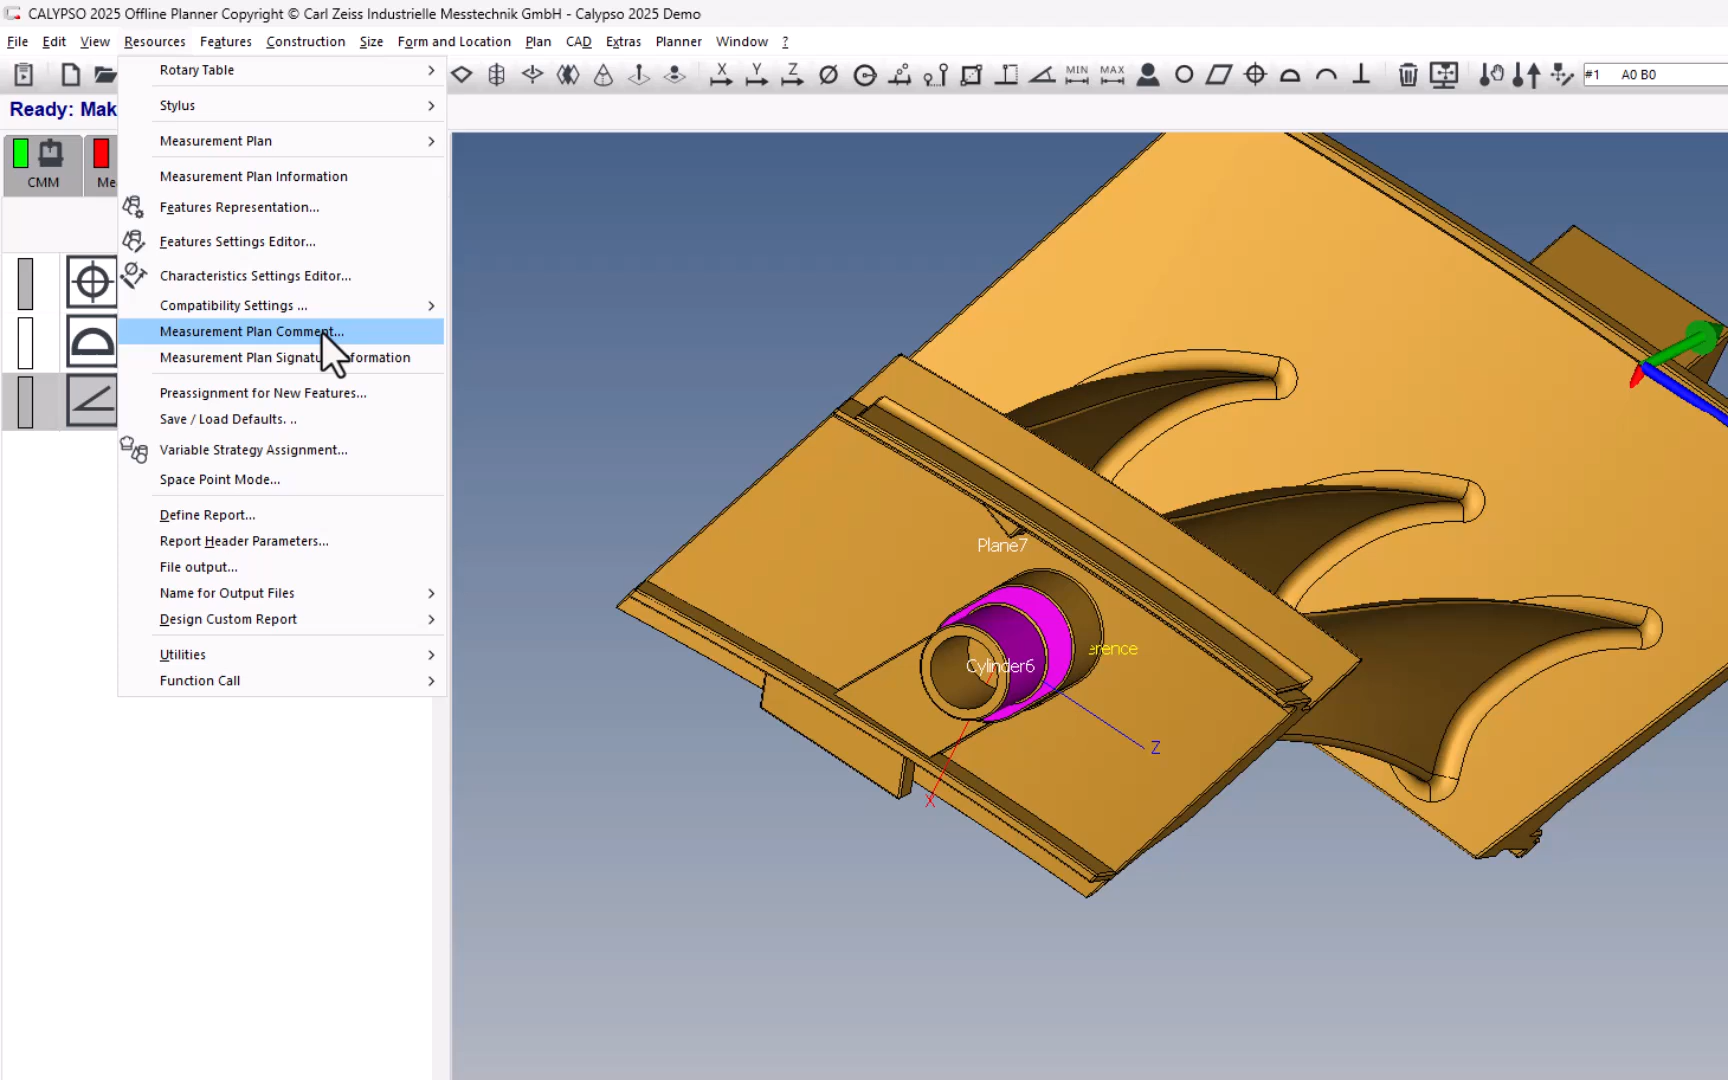 CALYPSO 2025 Offline Planner Copyright © Carl Zeiss Industrielle Messtechnik GmbH - Calypso 2025 Demo
File Edit View Resources Features Construction Size Form and Location Plan CAD Extras Planner Window ?
X Y Z MIN MAX #1 A0 B0
Ready: Mak
CMM Me
Rotary Table
Stylus
Measurement Plan
Measurement Plan Information
Features Representation...
Features Settings Editor...
Characteristics Settings Editor...
Compatibility Settings ...
Measurement Plan Comment...
Measurement Plan Signatu formation
Preassignment for New Features...
Save / Load Defaults. ..
Variable Strategy Assignment...
Space Point Mode...
Define Report...
Report Header Parameters...
File output...
Name for Output Files
Design Custom Report
Utilities
Function Call
Plane7
erence
Cylinder6
Z
X